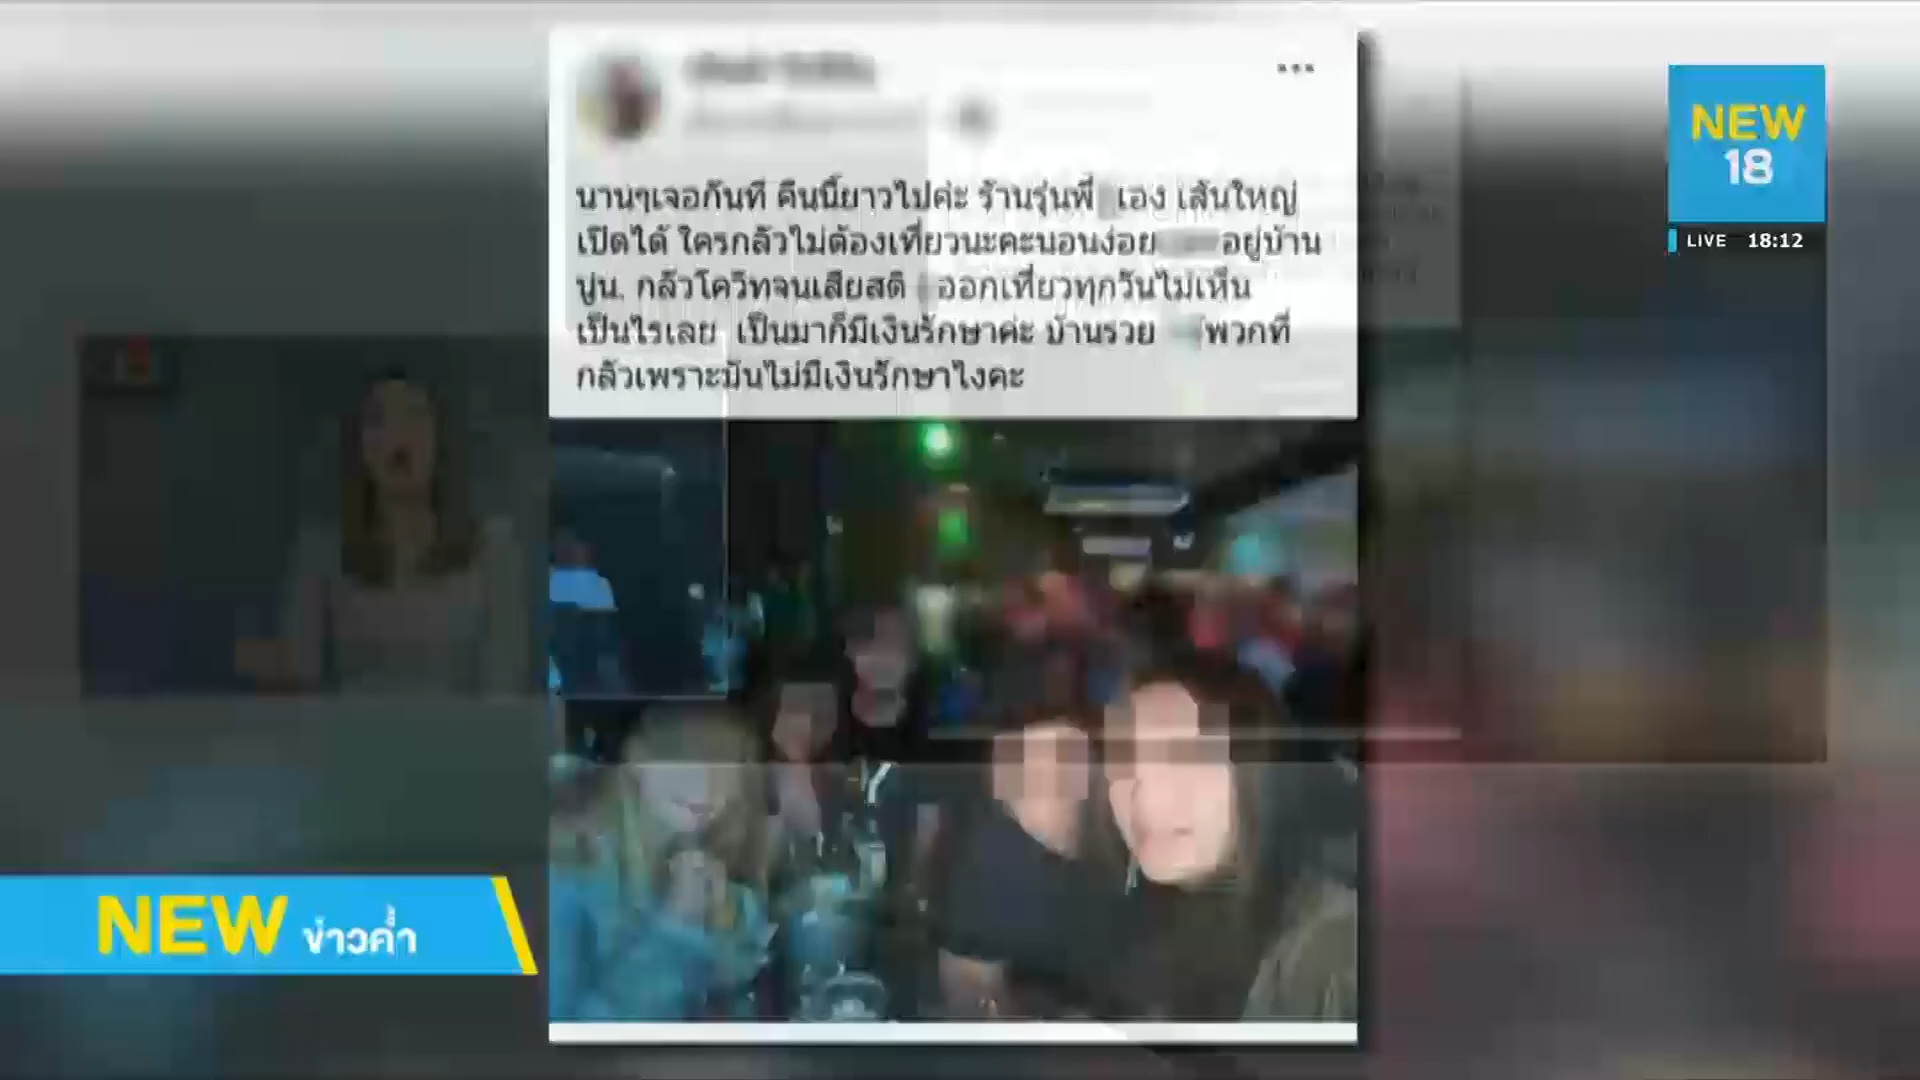 NEW
18
LIVE 18:12
นานๆเจอกันที คืนนี้ยาวไปค่ะ ร้านรุ่นพี่ เอง เส้นใหญ่
เปิดได้ ใครกลัวไม่ต้องเที่ยวนะคะนอนง่อย อยู่บ้าน
นู่น. กลัวโควิทจนเสียสติ ออกเที่ยวทุกวันไม่เห็น
เป็นไรเลย เป็นมาก็มีเงินรักษาค่ะ บ้านรวย พวกที่
กลัวเพราะมันไม่มีเงินรักษาไงคะ
NEW ข่าวค่ำ